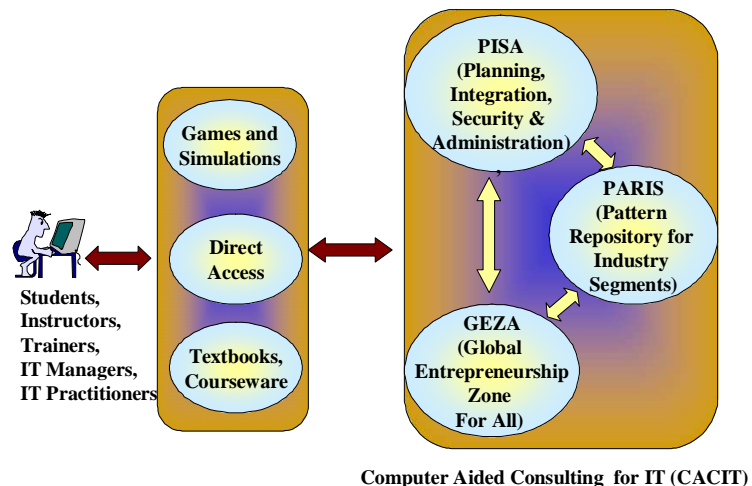 Students,
Instructors,
Trainers,
IT Managers,
IT Practitioners
Games and
Simulations
Direct
Access
Textbooks,
Courseware
PISA
(Planning,
Integration,
Security &
Administration)
,
PARIS
(Pattern
Repository for
Industry
Segments)
GEZA
(Global
Entrepreneurship
Zone
For All)
Computer Aided Consulting for IT (CACIT)